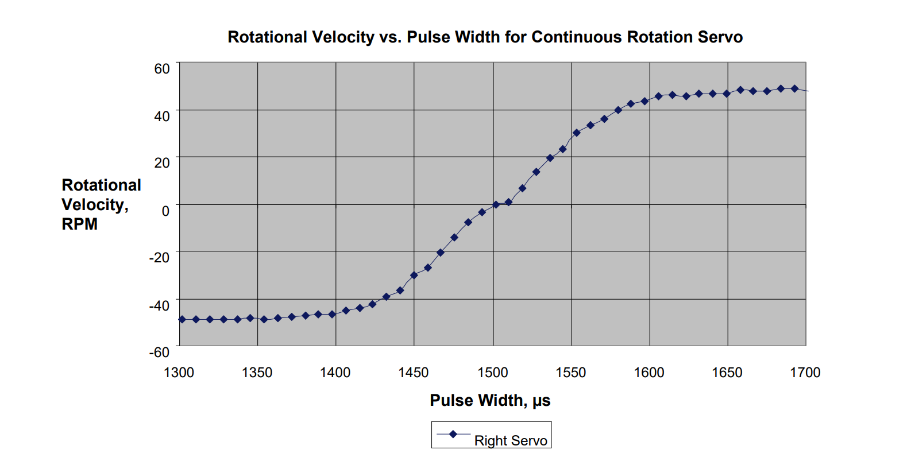 Rotational Velocity vs. Pulse Width for Continuous Rotation Servo
60
40
20
0
-20
-40
-60
Rotational
Velocity,
RPM
1300 1350 1400 1450 1500 1550 1600 1650 1700
Pulse Width, µs
Right Servo